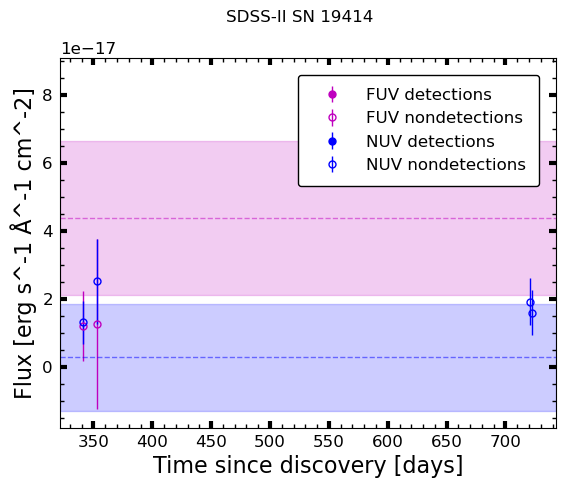 SDSS-II SN 19414
1e−17
FUV detections
FUV nondetections
NUV detections
NUV nondetections
8
6
4
2
0
Flux [erg s^-1 Å^-1 cm^-2]
350 400 450 500 550 600 650 700
Time since discovery [days]